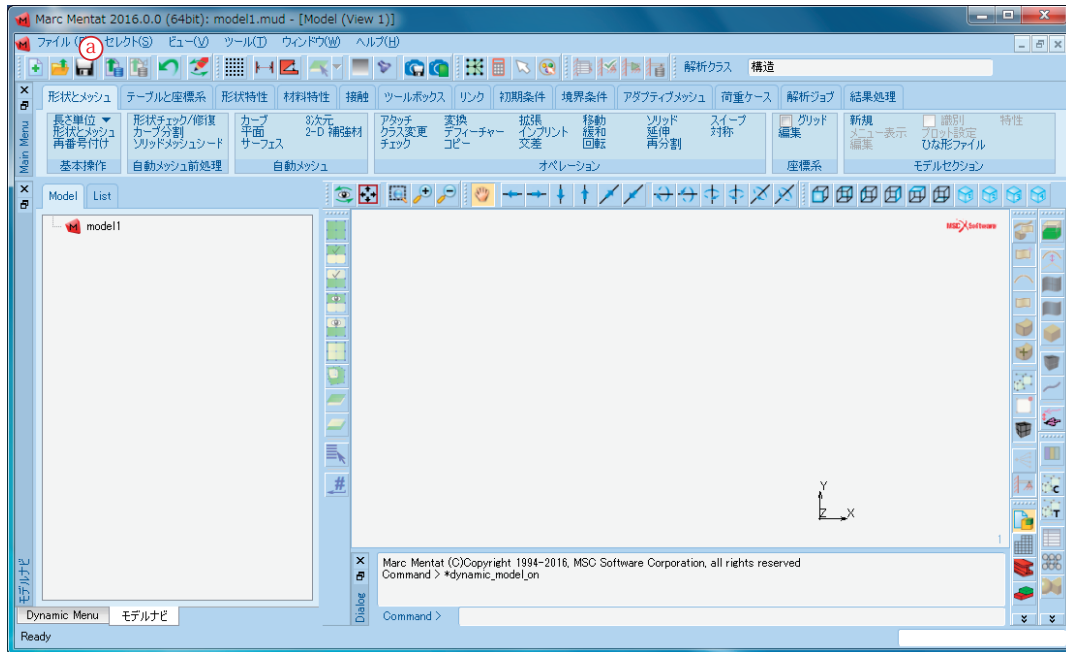 Marc Mentat 2016.0.0 (64bit): model1.mud - [Model (View 1)]
ファイル(F) セレクト(S) ビュー(V) ツール(T) ウィンドウ(W) ヘルプ(H)
a
解析クラス 構造
形状とメッシュ テーブルと座標系 形状特性 材料特性 接触 ツールボックス リンク 初期条件 境界条件 アダプティブメッシュ 荷重ケース 解析ジョブ 結果処理
Main Menu
長さ単位 形状チェック/修復 カーブ 3次元 アタッチ 変換 拡張 移動 ソリッド スイープ グリッド 新規 識別 特性
形状とメッシュ カーブ分割 平面 2-D 補強材 クラス変更 デフィーチャー インプリント 緩和 延伸 対称 編集 メニュー表示 プロット設定
再番号付け ソリッドメッシュシード サーフェス チェック コピー 交差 回転 再分割 編集 ひな形ファイル
基本操作 自動メッシュ前処理 自動メッシュ オペレーション 座標系 モデルセクション
Model List
model1
MSC Software
Y
Z X
1
モデルナビ
Dialog
Marc Mentat (C)Copyright 1994-2016, MSC Software Corporation, all rights reserved
Command > *dynamic_model_on
Command >
Dynamic Menu モデルナビ
Ready
#
C
T